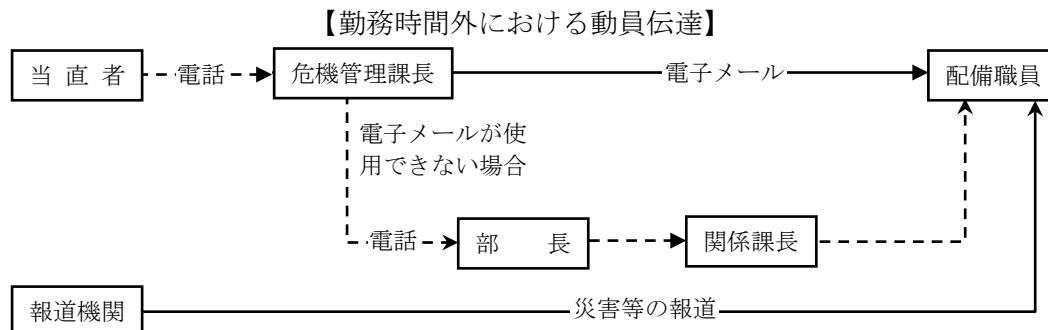 【勤務時間外における動員伝達】
当直者
電話
危機管理課長
電子メール
配備職員
電子メールが使
用できない場合
電話
部長
関係課長
報道機関
災害等の報道